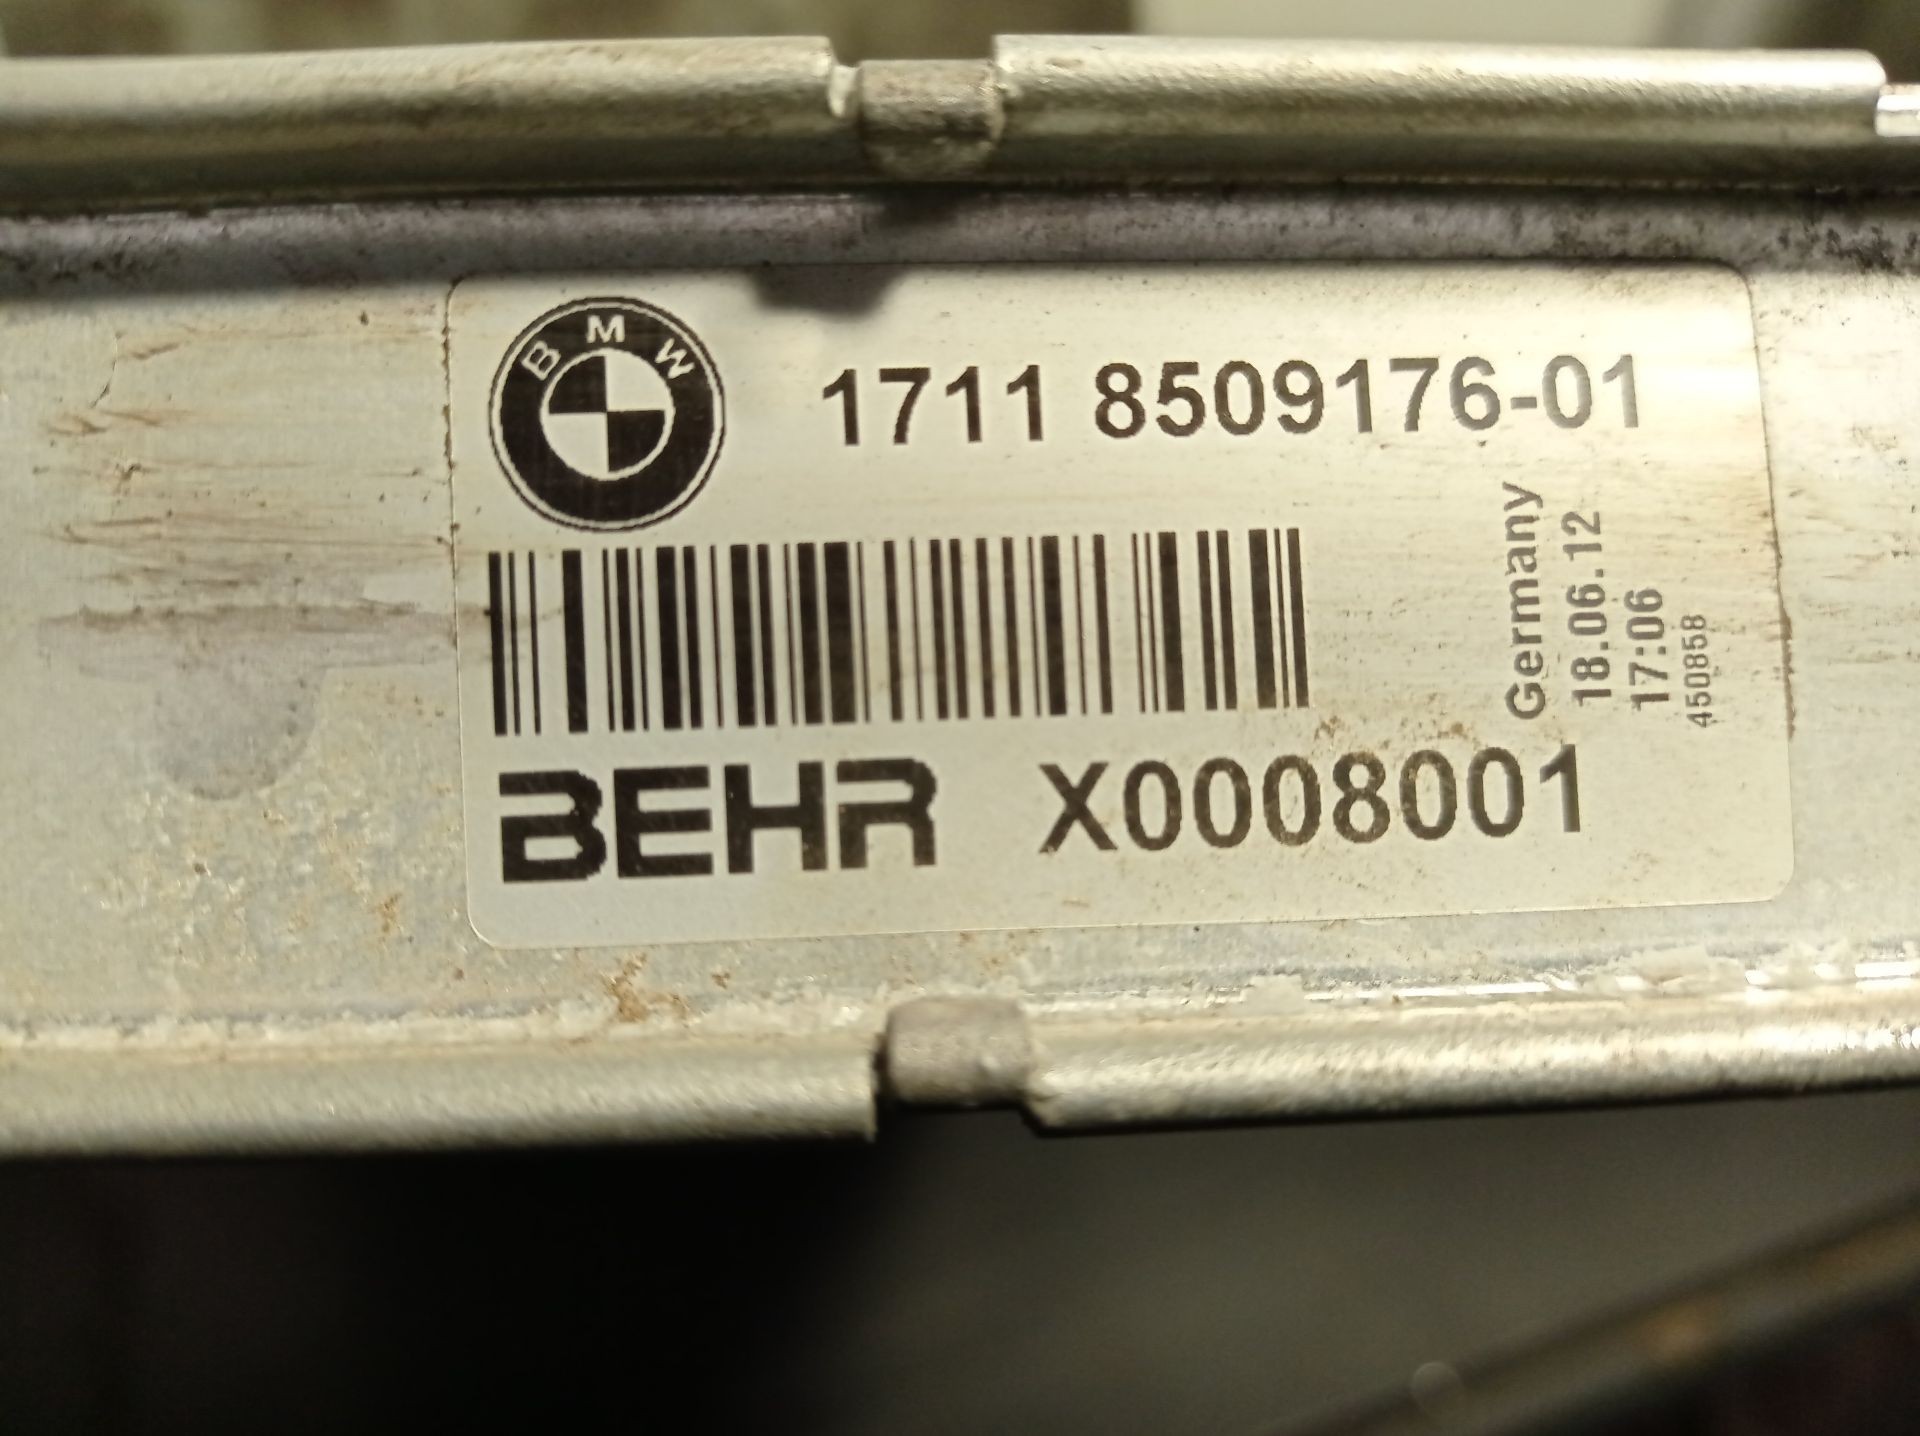 BMW
1711 8509176-01
Germany
18.06.12
17:06
450858
BEHR X0008001